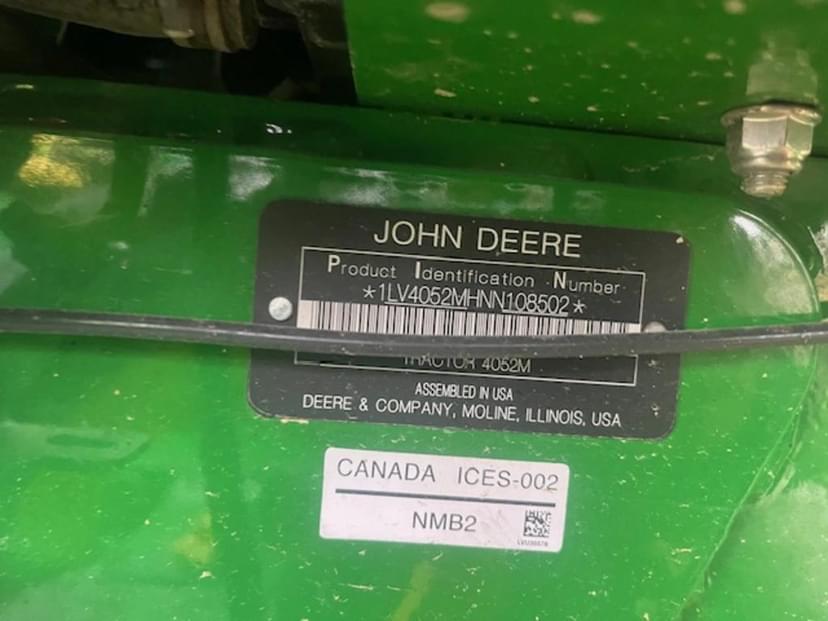 JOHN DEERE
Product Identification Number
*1LV4052MHNN108502*
TRACTOR 4052M
ASSEMBLED IN USA
DEERE & COMPANY, MOLINE, ILLINOIS, USA
CANADA ICES-002
NMB2